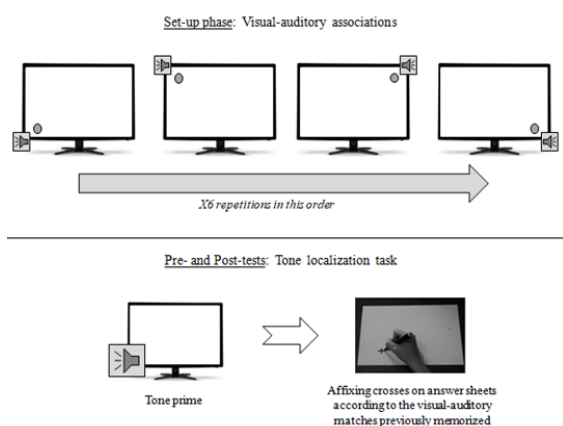 Set-up phase: Visual-auditory associations
X6 repetitions in this order
Pre- and Post-tests: Tone localization task
Tone prime
Affixing crosses on answer sheets
according to the visual-auditory
matches previously memorized